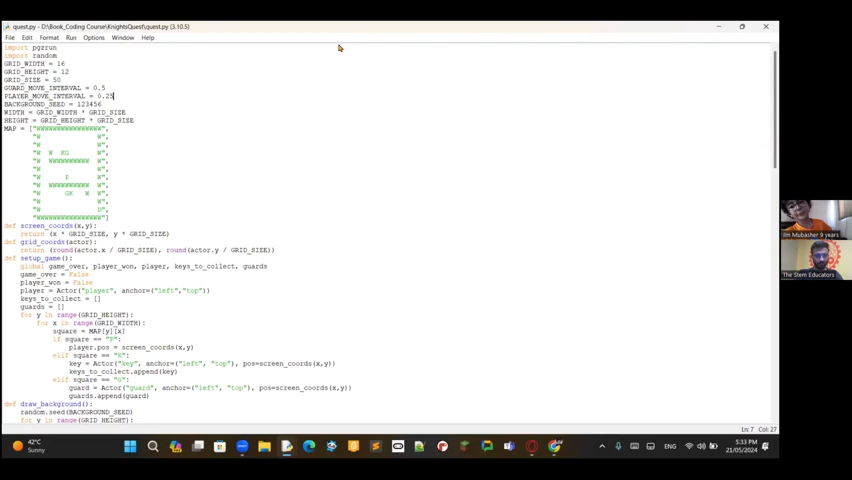 quest.py - D:\Book_Coding Course\KnightsQuest\quest.py (3.10.5)
File Edit Format Run Options Window Help
import pgzrun
import random
GRID_WIDTH = 16
GRID_HEIGHT = 12
GRID_SIZE = 50
GUARD_MOVE_INTERVAL = 0.5
PLAYER_MOVE_INTERVAL = 0.25
BACKGROUND_SEED = 123456
WIDTH = GRID_WIDTH * GRID_SIZE
HEIGHT = GRID_HEIGHT * GRID_SIZE
MAP = ["WWWWWWWWWWWWWWWW",
"W              W",
"W              W",
"W  W  KG       W",
"W  WWWWWWWWWW  W",
"W              W",
"W      P       W",
"W  WWWWWWWWWW  W",
"W      GK   W  W",
"W              W",
"W              D",
"WWWWWWWWWWWWWWWW"]
def screen_coords(x,y):
return (x * GRID_SIZE, y * GRID_SIZE)
def grid_coords(actor):
return (round(actor.x / GRID_SIZE), round(actor.y / GRID_SIZE))
def setup_game():
global game_over, player_won, player, keys_to_collect, guards
game_over = False
player_won = False
player = Actor("player", anchor=("left","top"))
keys_to_collect = []
guards = []
for y in range(GRID_HEIGHT):
for x in range(GRID_WIDTH):
square = MAP[y][x]
if square == "P":
player.pos = screen_coords(x,y)
elif square == "K":
key = Actor("key", anchor=("left", "top"), pos=screen_coords(x,y))
keys_to_collect.append(key)
elif square == "G":
guard = Actor("guard", anchor=("left", "top"), pos=screen_coords(x,y))
guards.append(guard)
def draw_background():
random.seed(BACKGROUND_SEED)
for y in range(GRID_HEIGHT):
Ln: 7 Col: 27
Ilm Mubasher 9 years
The Stem Educators
42°C
Sunny
ENG
5:33 PM
21/05/2024